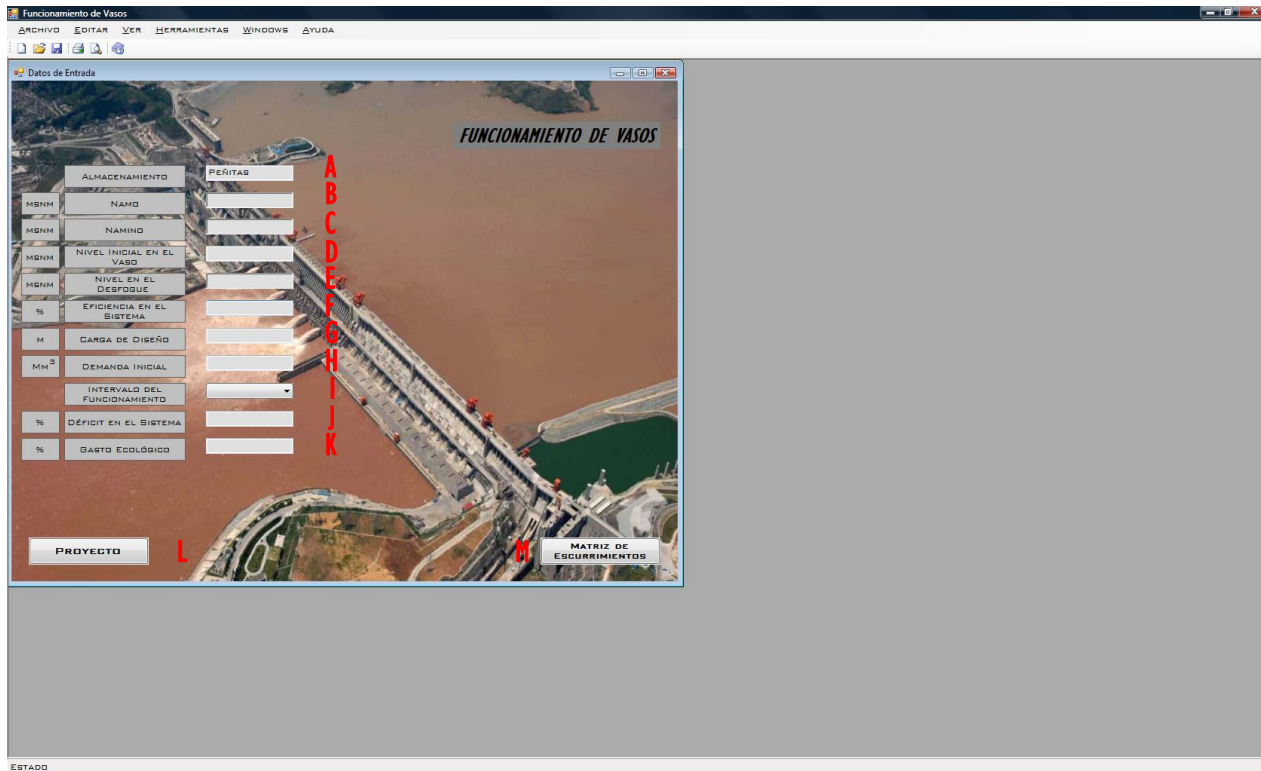 Funcionamiento de Vasos
Archivo Editar Ver Herramientas Windows Ayuda
Datos de Entrada
FUNCIONAMIENTO DE VASOS
Almacenamiento Peñitas A
msnm Namo B
msnm Namino C
msnm Nivel Inicial en el Vaso D
msnm Nivel en el Desfogue E
% Eficiencia en el Sistema F
m Carga de Diseño G
Mm3 Demanda Inicial H
Intervalo del Funcionamiento I
% Déficit en el Sistema J
% Gasto Ecológico K
Proyecto L M Matriz de Escurrimientos
Estado